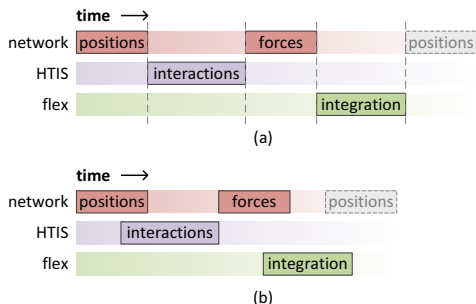 time
network positions forces positions
HTIS interactions
flex integration
(a)
time
network positions forces positions
HTIS interactions
flex integration
(b)